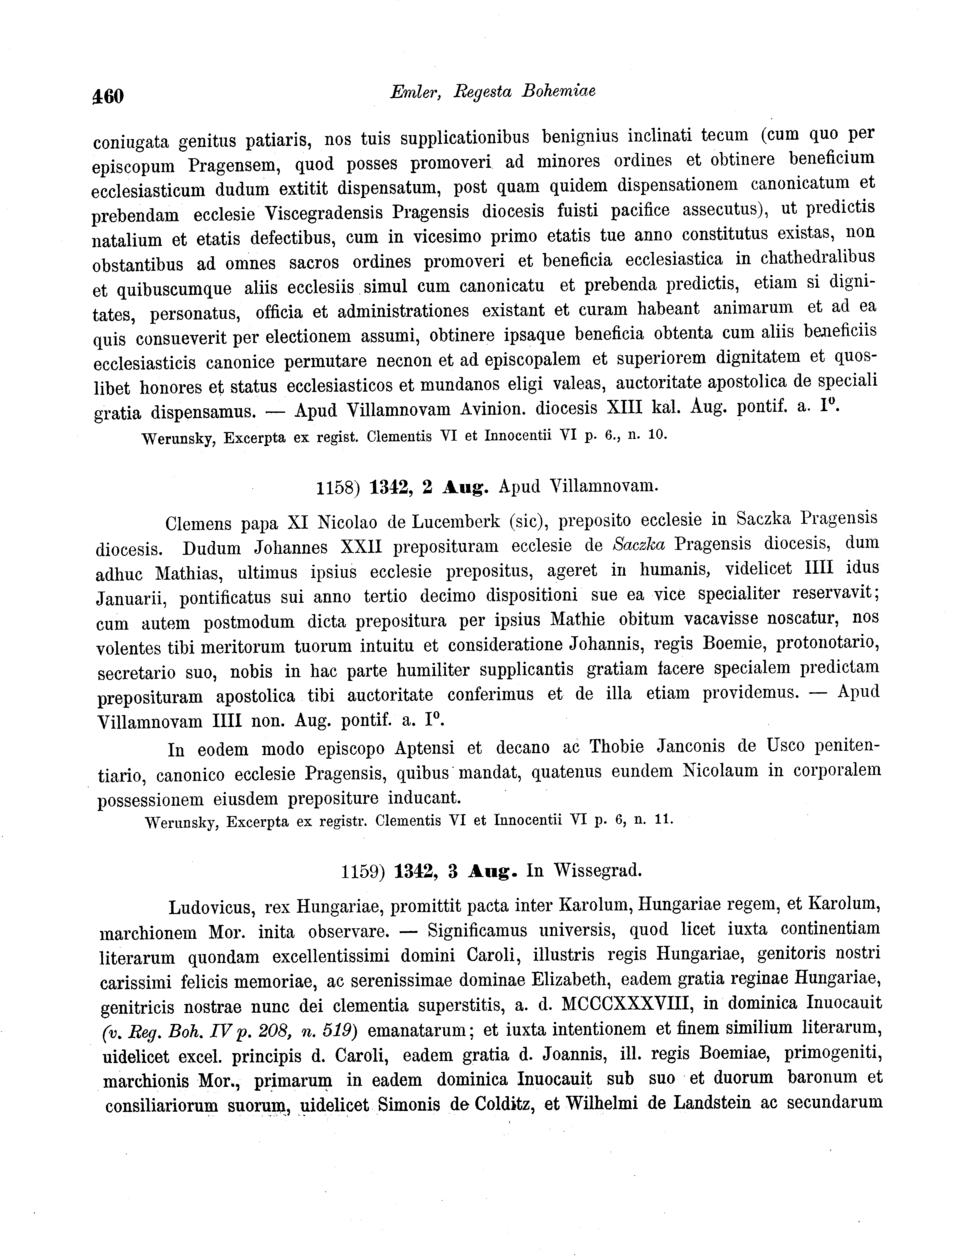 460
Emler, Regesta Bohemiae
coniugata genitus patiaris, nos tuis supplicationibus benignius inclinati tecum (cum quo per
episcopum Pragensem, quod posses promoveri ad minores ordines et obtinere beneficium
ecclesiasticum dudum extitit dispensatum, post quam quidem dispensationem canonicatum et
prebendam ecclesie Viscegradensis Pragensis diocesis fuisti pacifice assecutus), ut predictis
natalium et etatis defectibus, cum in vicesimo primo etatis tue anno constitutus existas, non
obstantibus ad omnes sacros ordines promoveri et beneficia ecclesiastica in chathedralibus
et quibuscumque aliis ecclesiis simul cum canonicatu et prebenda predictis, etiam si digni-
tates, personatus, officia et administrationes existant et curam habeant animarum et ad ea
quis consueverit per electionem assumi, obtinere ipsaque beneficia obtenta cum aliis beneficiis
ecclesiasticis canonice permutare necnon et ad episcopalem et superiorem dignitatem et quos-
libet honores et status ecclesiasticos et mundanos eligi valeas, auctoritate apostolica de speciali
gratia dispensamus. — Apud Villamnovam Avinion. diocesis XIII kal. Aug. pontif. a. I⁰.
Werunsky, Excerpta ex regist. Clementis VI et Innocentii VI p. 6., n. 10.
1158) 1342, 2 Aug. Apud Villamnovam.
Clemens papa XI Nicolao de Lucemberk (sic), preposito ecclesie in Saczka Pragensis
diocesis. Dudum Johannes XXII preposituram ecclesie de Saczka Pragensis diocesis, dum
adhuc Mathias, ultimus ipsius ecclesie prepositus, ageret in humanis, videlicet IIII idus
Januarii, pontificatus sui anno tertio decimo dispositioni sue ea vice specialiter reservavit;
cum autem postmodum dicta prepositura per ipsius Mathie obitum vacavisse noscatur, nos
volentes tibi meritorum tuorum intuitu et consideratione Johannis, regis Boemie, protonotario,
secretario suo, nobis in hac parte humiliter supplicantis gratiam facere specialem predictam
preposituram apostolica tibi auctoritate conferimus et de illa etiam providemus. — Apud
Villamnovam IIII non. Aug. pontif. a. I⁰.
In eodem modo episcopo Aptensi et decano ac Thobie Janconis de Usco peniten-
tiario, canonico ecclesie Pragensis, quibus mandat, quatenus eundem Nicolaum in corporalem
possessionem eiusdem prepositure inducant.
Werunsky, Excerpta ex registr. Clementis VI et Innocentii VI p. 6, n. 11.
1159) 1342, 3 Aug. In Wissegrad.
Ludovicus, rex Hungariae, promittit pacta inter Karolum, Hungariae regem, et Karolum,
marchionem Mor. inita observare. — Significamus universis, quod licet iuxta continentiam
literarum quondam excellentissimi domini Caroli, illustris regis Hungariae, genitoris nostri
carissimi felicis memoriae, ac serenissimae dominae Elizabeth, eadem gratia reginae Hungariae,
genitricis nostrae nunc dei clementia superstitis, a. d. MCCCXXXVIII, in dominica Inuocauit
(v. Reg. Boh. IV p. 208, n. 519) emanatarum; et iuxta intentionem et finem similium literarum,
uidelicet excel. principis d. Caroli, eadem gratia d. Joannis, ill. regis Boemiae, primogeniti,
marchionis Mor., primarum in eadem dominica Inuocauit sub suo et duorum baronum et
consiliariorum suorum, uidelicet Simonis de Colditz, et Wilhelmi de Landstein ac secundarum